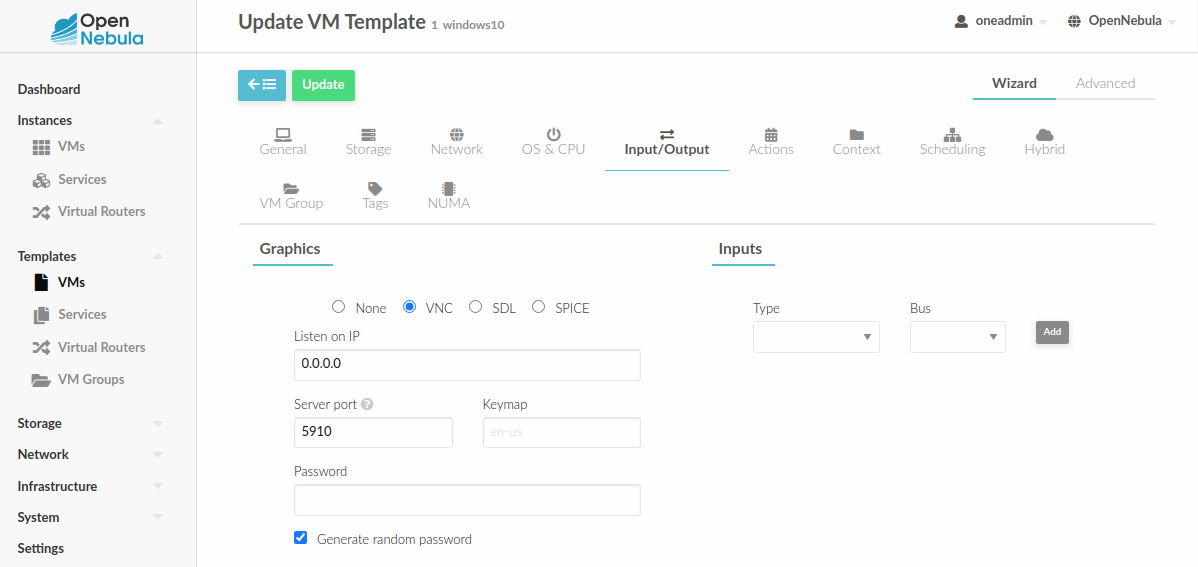 Open
Nebula
Update VM Template 1 windows10
oneadmin
OpenNebula
Dashboard
Instances
VMs
Services
Virtual Routers
Templates
VMs
Services
Virtual Routers
VM Groups
Storage
Network
Infrastructure
System
Settings
Update
Wizard
Advanced
General
Storage
Network
OS & CPU
Input/Output
Actions
Context
Scheduling
Hybrid
VM Group
Tags
NUMA
Graphics
None
VNC
SDL
SPICE
Listen on IP
0.0.0.0
Server port ?
Keymap
5910
en-us
Password
Generate random password
Inputs
Type
Bus
Add